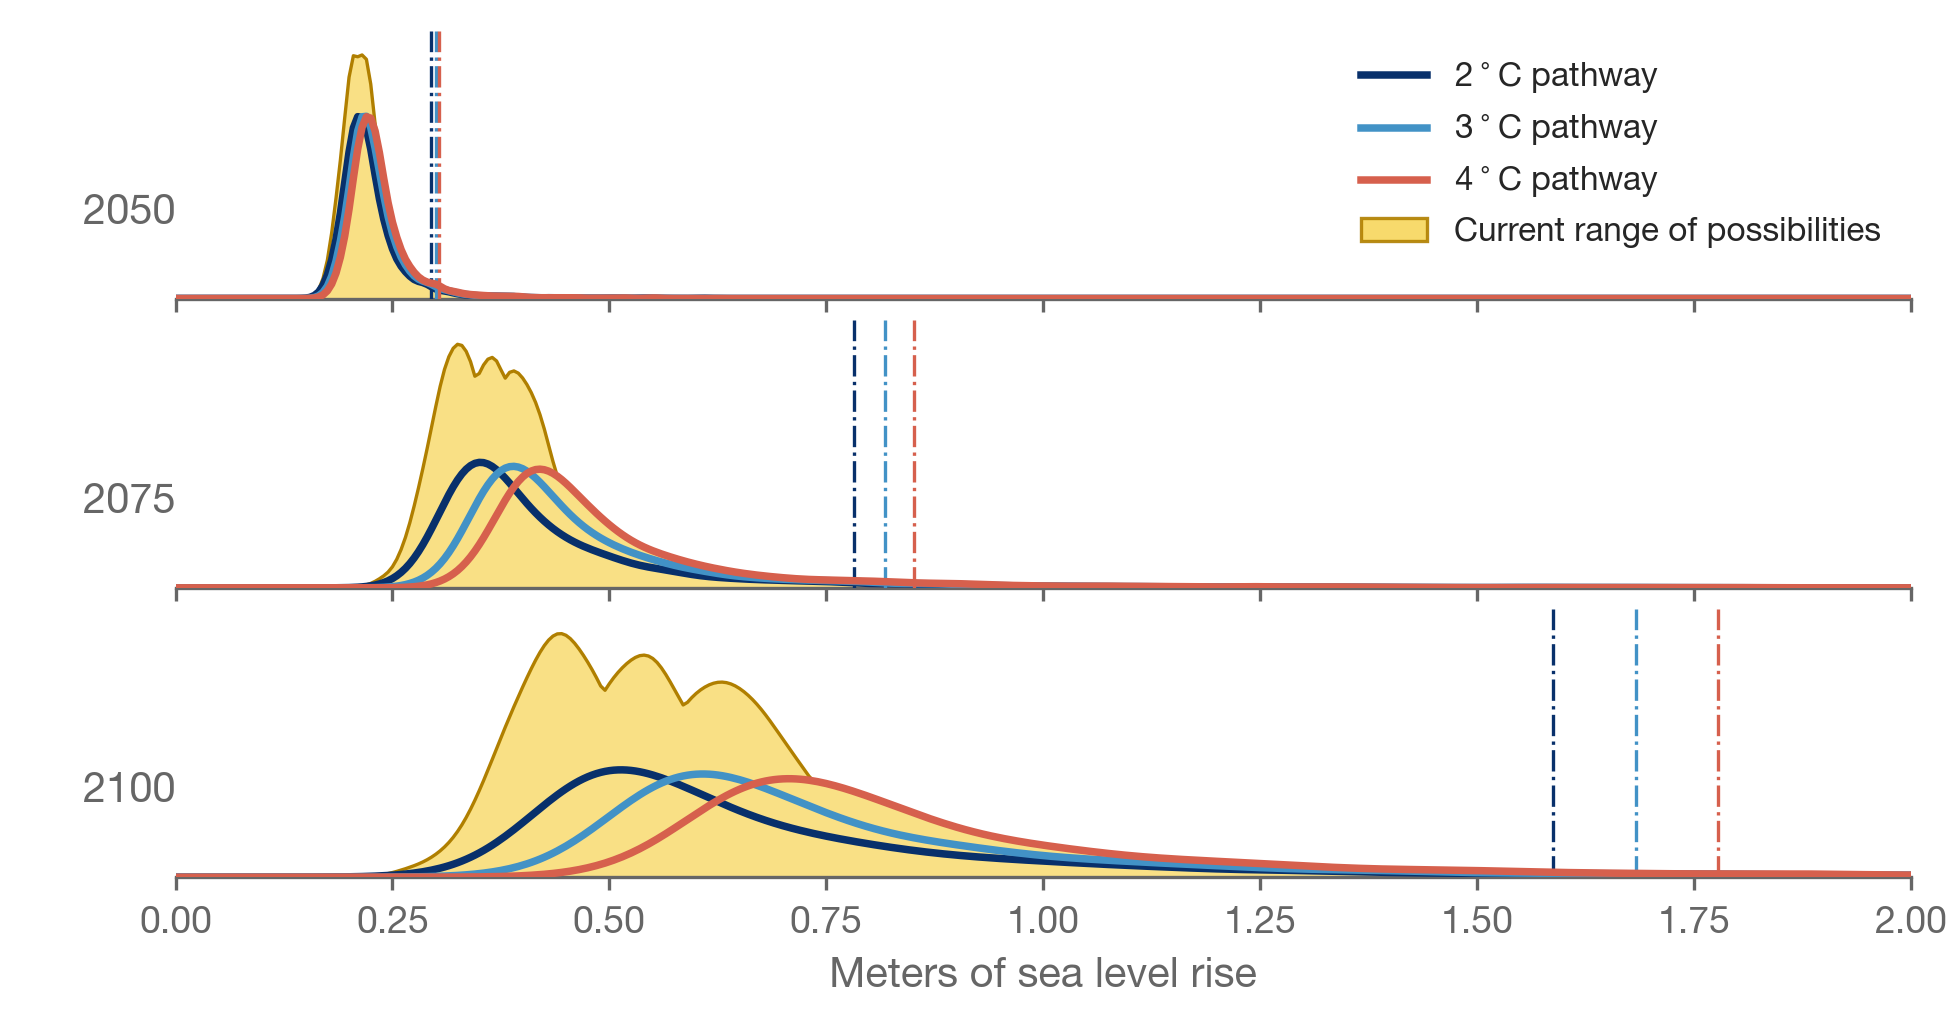 2°C pathway
3°C pathway
4°C pathway
Current range of possibilities
2050
2075
2100
0.00 0.25 0.50 0.75 1.00 1.25 1.50 1.75 2.00
Meters of sea level rise